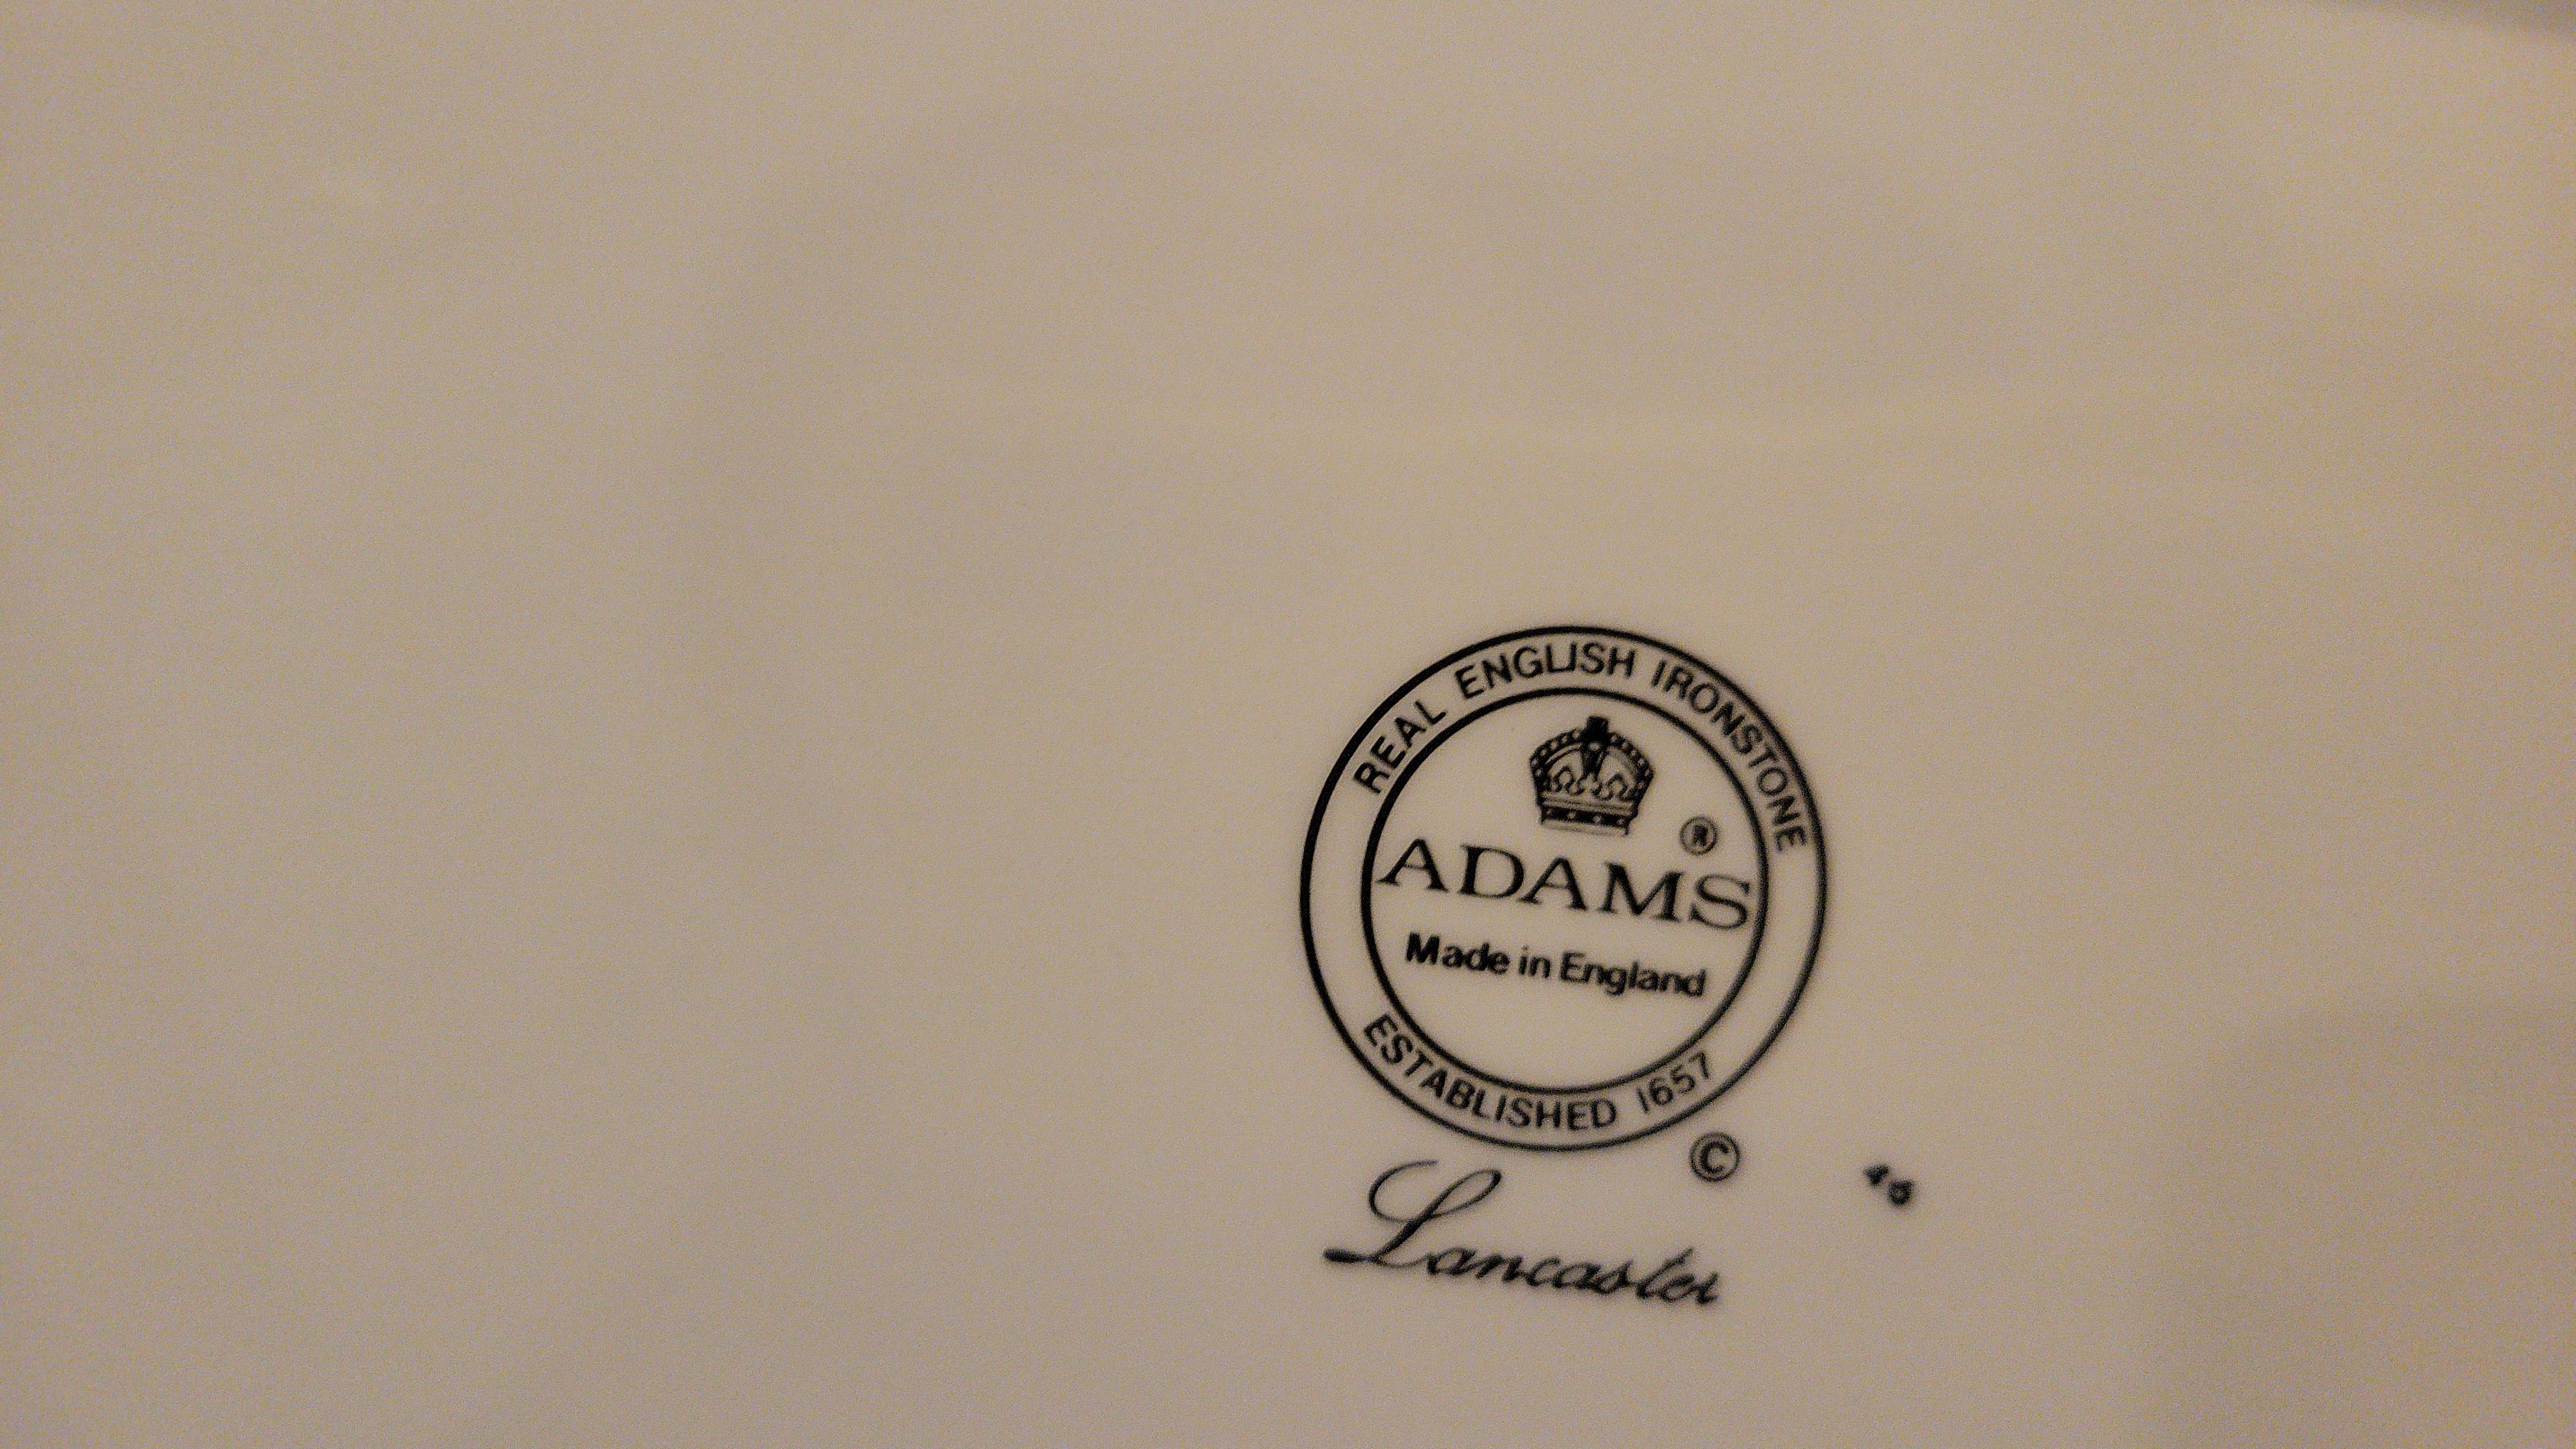 REAL ENGLISH IRONSTONE
®
ADAMS
Made in England
ESTABLISHED 1657
©
Lancaster